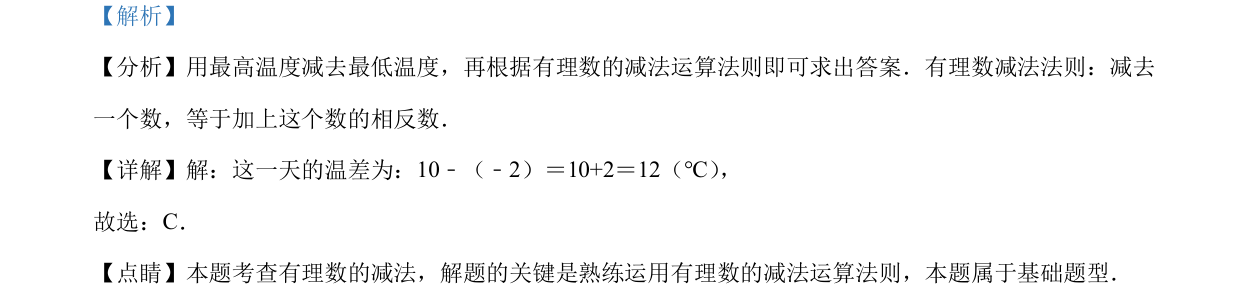 【解析】
【分析】用最高温度减去最低温度，再根据有理数的减法运算法则即可求出答案．有理数减法法则：减去
一个数，等于加上这个数的相反数．
【详解】解：这一天的温差为：10﹣（﹣2）＝10+2＝12（℃），
故选：C．
【点睛】本题考查有理数的减法，解题的关键是熟练运用有理数的减法运算法则，本题属于基础题型．